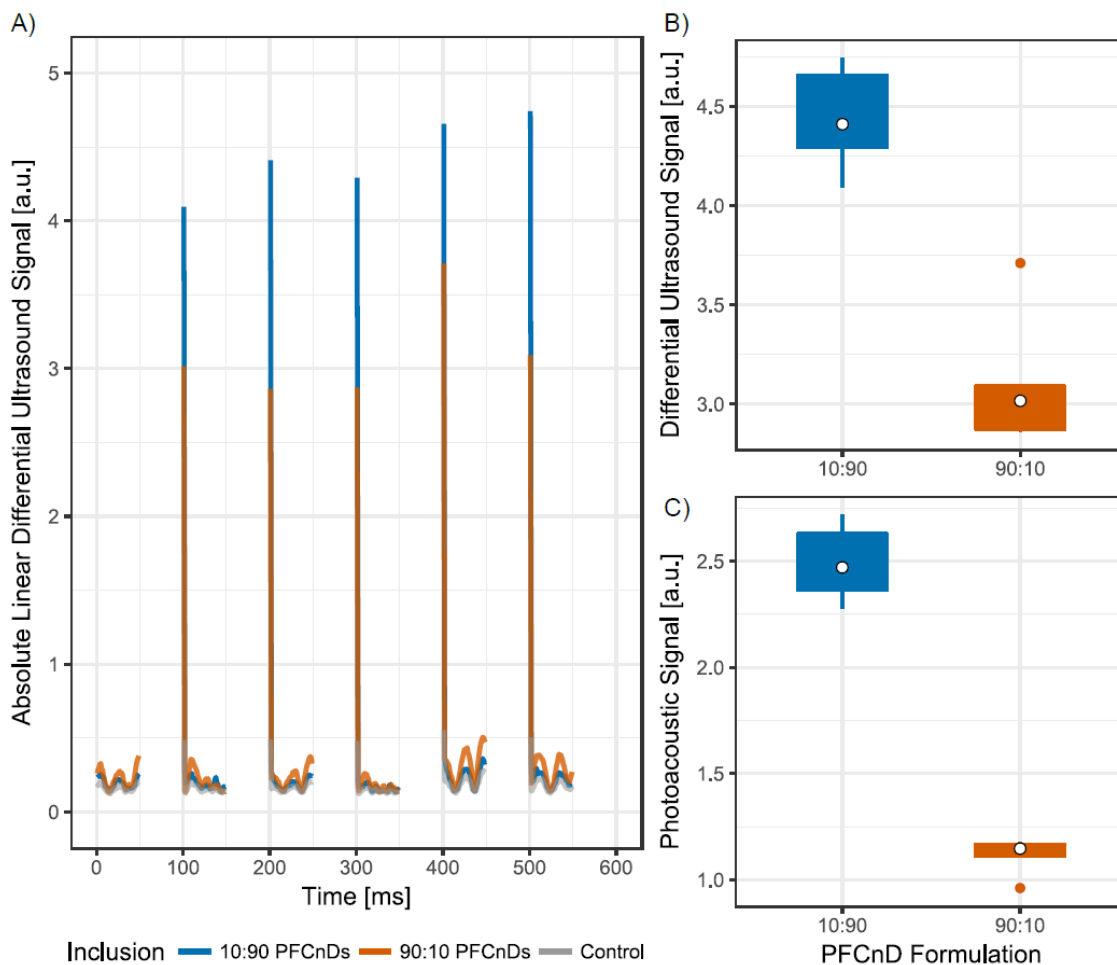 A)
Absolute Linear Differential Ultrasound Signal [a.u.]
5
4
3
2
1
0
0 100 200 300 400 500 600
Time [ms]
B)
Differential Ultrasound Signal [a.u.]
4.5
4.0
3.5
3.0
10:90 90:10
C)
Photoacoustic Signal [a.u.]
2.5
2.0
1.5
1.0
10:90 90:10
PFCnD Formulation
Inclusion 10:90 PFCnDs 90:10 PFCnDs Control